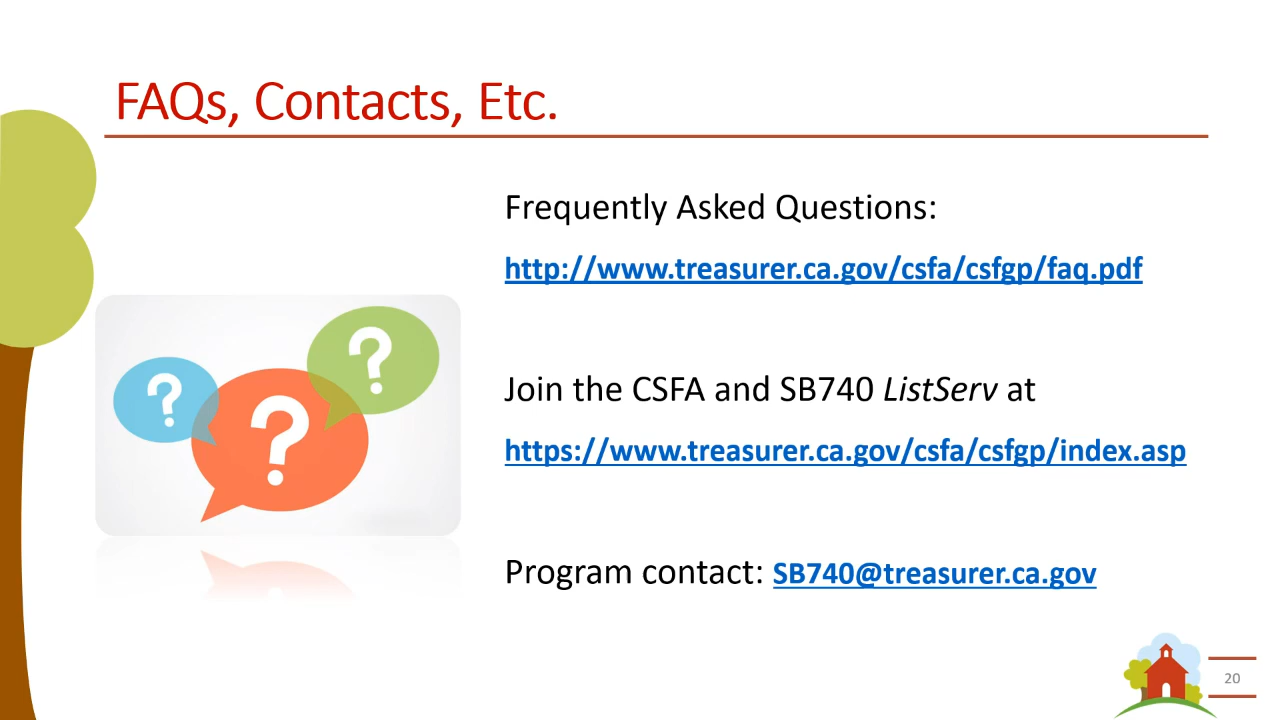 FAQs, Contacts, Etc.
Frequently Asked Questions:
http://www.treasurer.ca.gov/csfa/csfgp/faq.pdf
? ? ?
Join the CSFA and SB740 ListServ at
https://www.treasurer.ca.gov/csfa/csfgp/index.asp
Program contact: SB740@treasurer.ca.gov
20